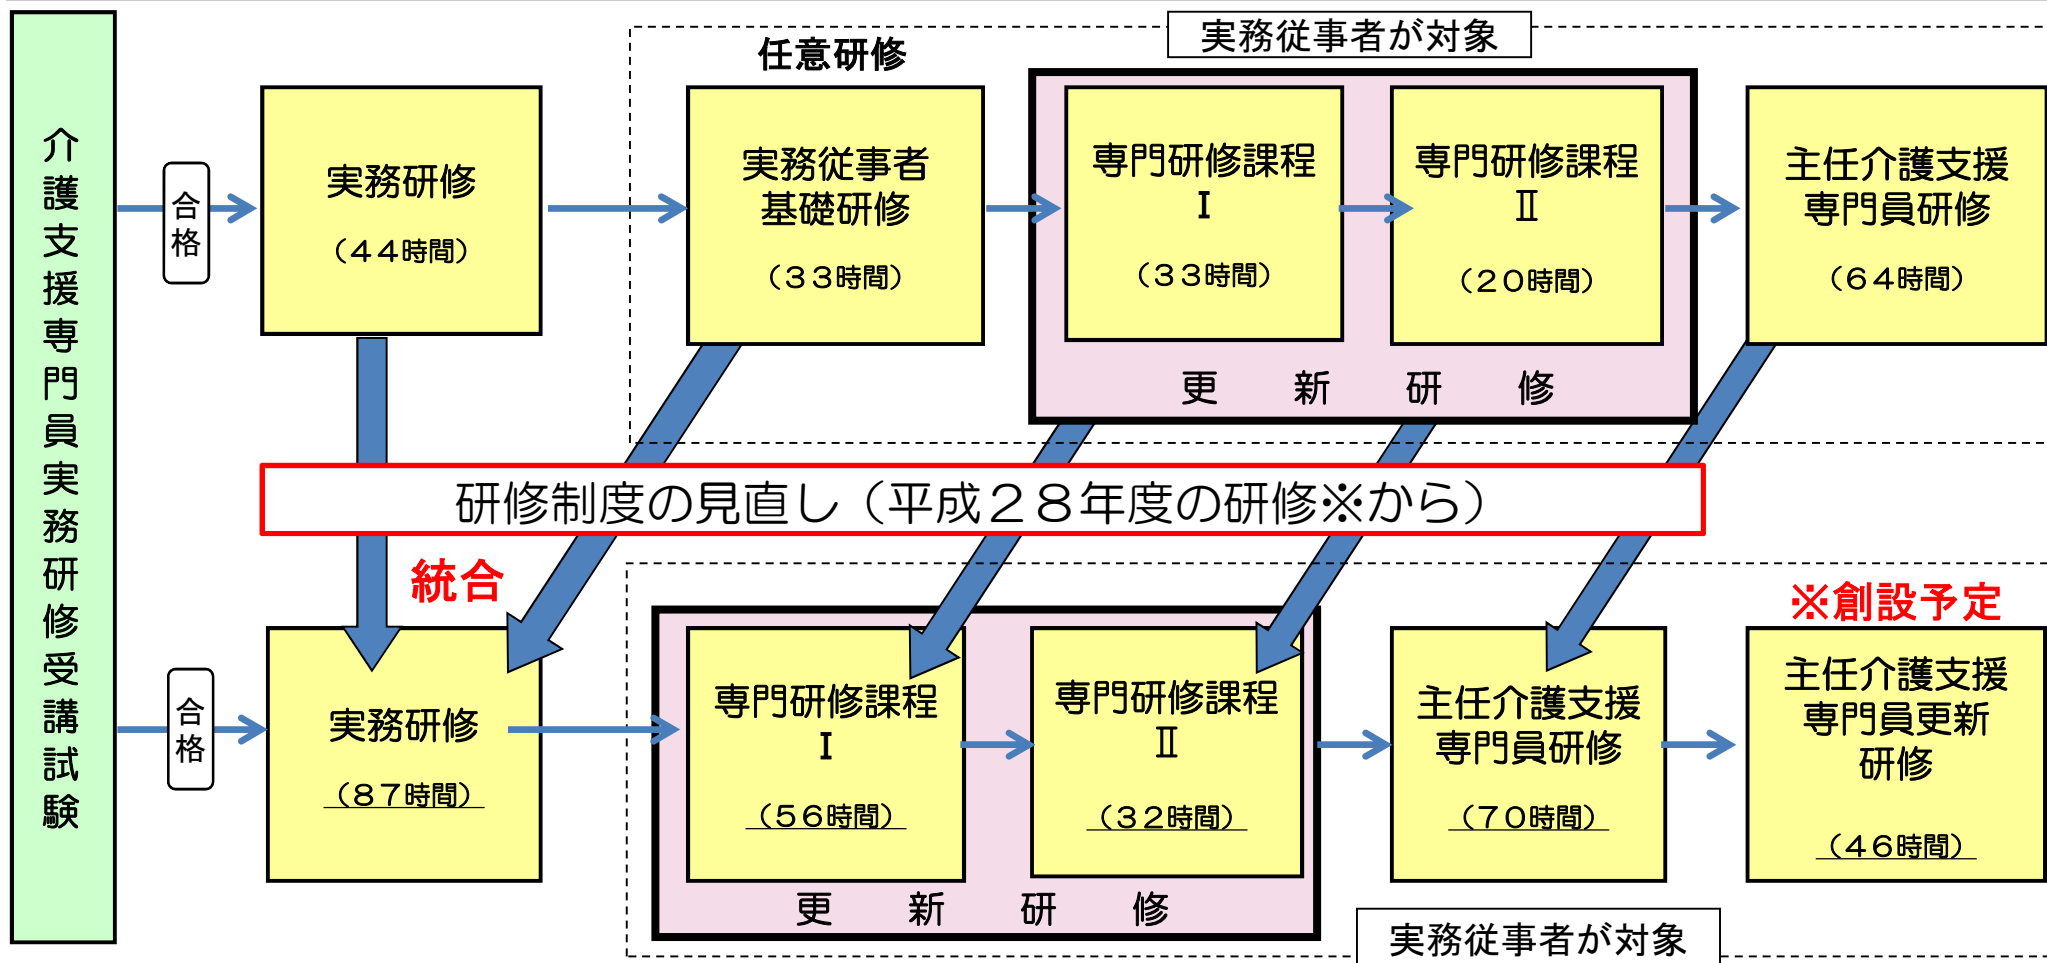 介護支援専門員実務研修受講試験
合格
実務研修
（４４時間）
任意研修
実務従事者が対象
実務従事者
基礎研修
（３３時間）
専門研修課程
Ⅰ
（３３時間）
専門研修課程
Ⅱ
（２０時間）
更新研修
主任介護支援
専門員研修
（６４時間）
研修制度の見直し（平成２８年度の研修※から）
統合
合格
実務研修
（８７時間）
専門研修課程
Ⅰ
（５６時間）
専門研修課程
Ⅱ
（３２時間）
更新研修
主任介護支援
専門員研修
（７０時間）
※創設予定
主任介護支援
専門員更新
研修
（４６時間）
実務従事者が対象